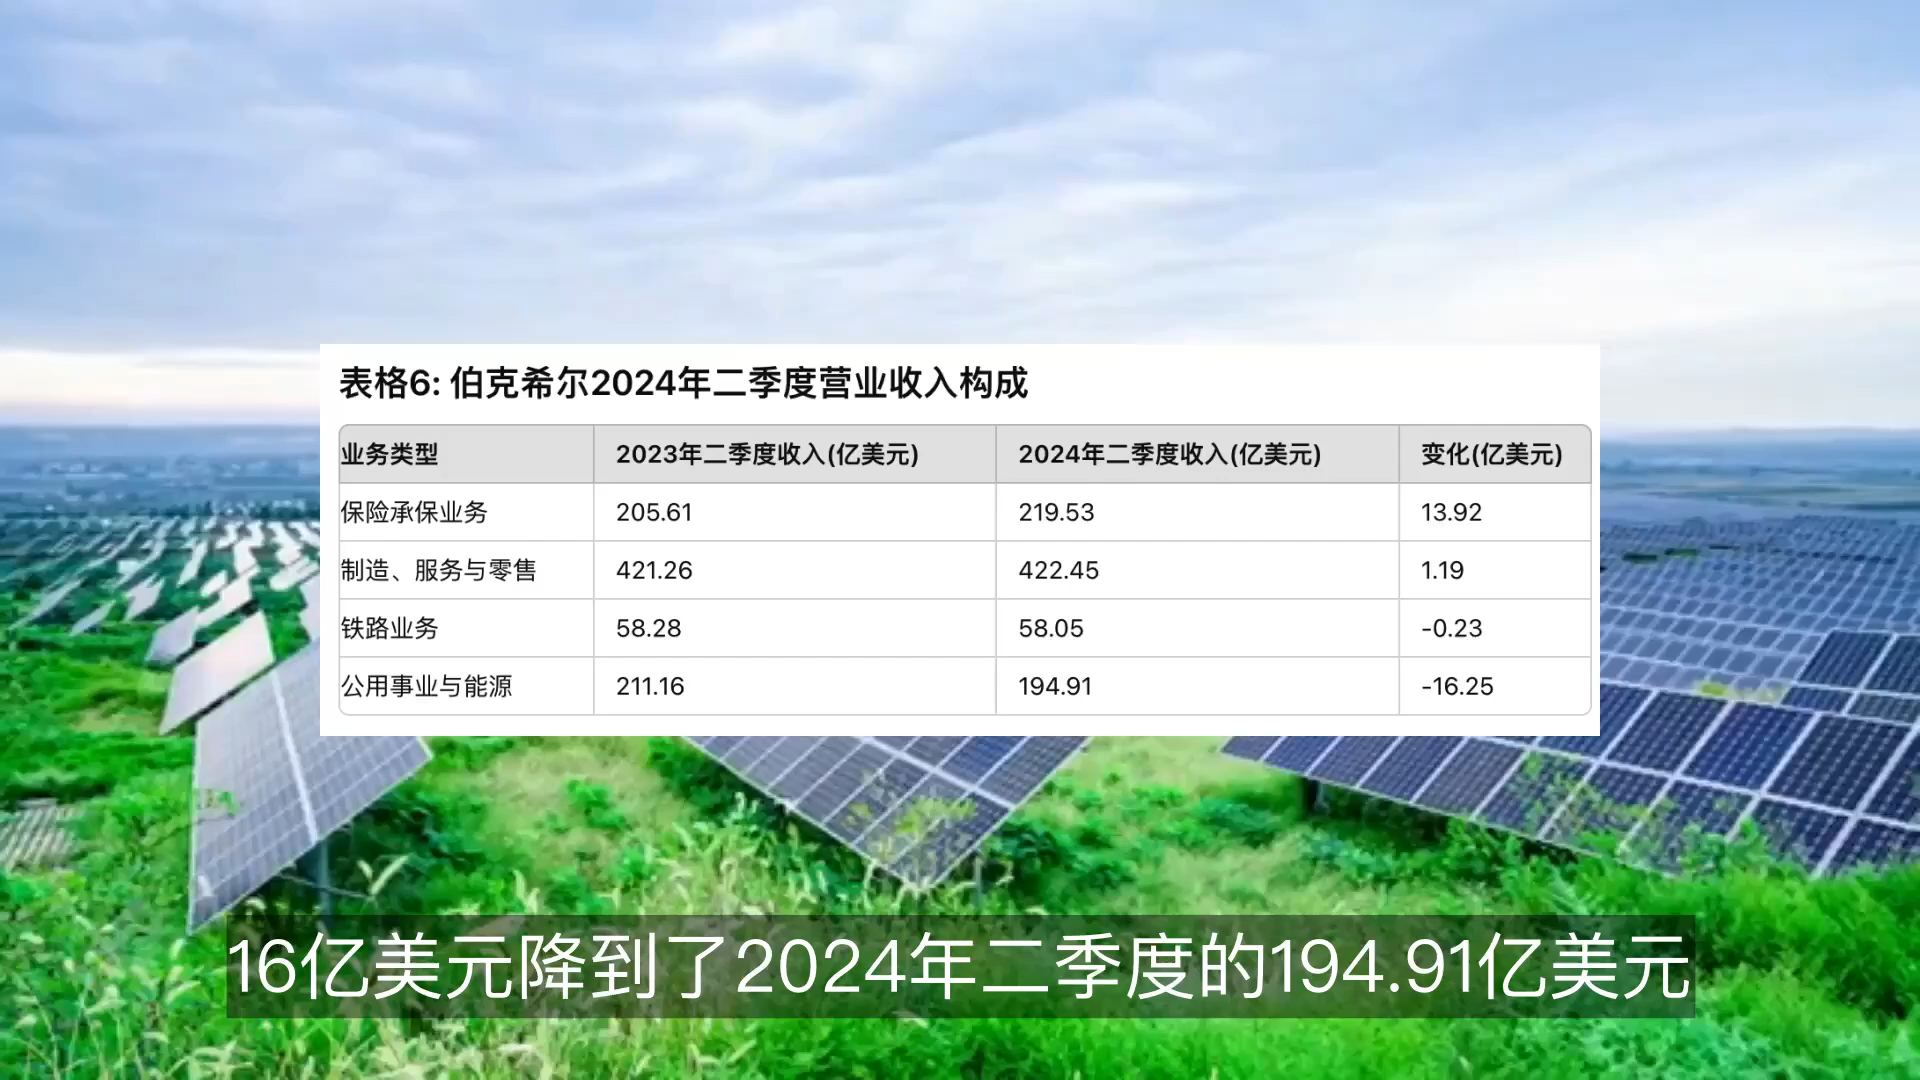 表格6: 伯克希尔2024年二季度营业收入构成
业务类型 2023年二季度收入(亿美元) 2024年二季度收入(亿美元) 变化(亿美元)
保险承保业务 205.61 219.53 13.92
制造、服务与零售 421.26 422.45 1.19
铁路业务 58.28 58.05 -0.23
公用事业与能源 211.16 194.91 -16.25
16亿美元降到了2024年二季度的194.91亿美元